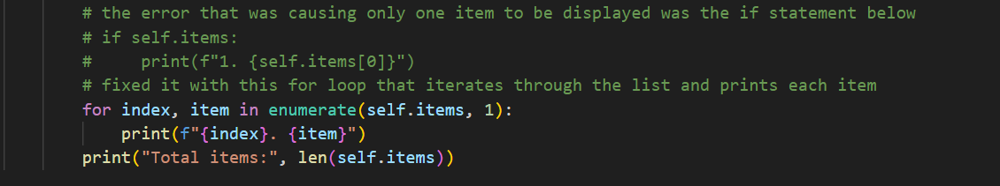 # the error that was causing only one item to be displayed was the if statement below
# if self.items:
#     print(f"1. {self.items[0]}")
# fixed it with this for loop that iterates through the list and prints each item
for index, item in enumerate(self.items, 1):
    print(f"{index}. {item}")
print("Total items:", len(self.items))